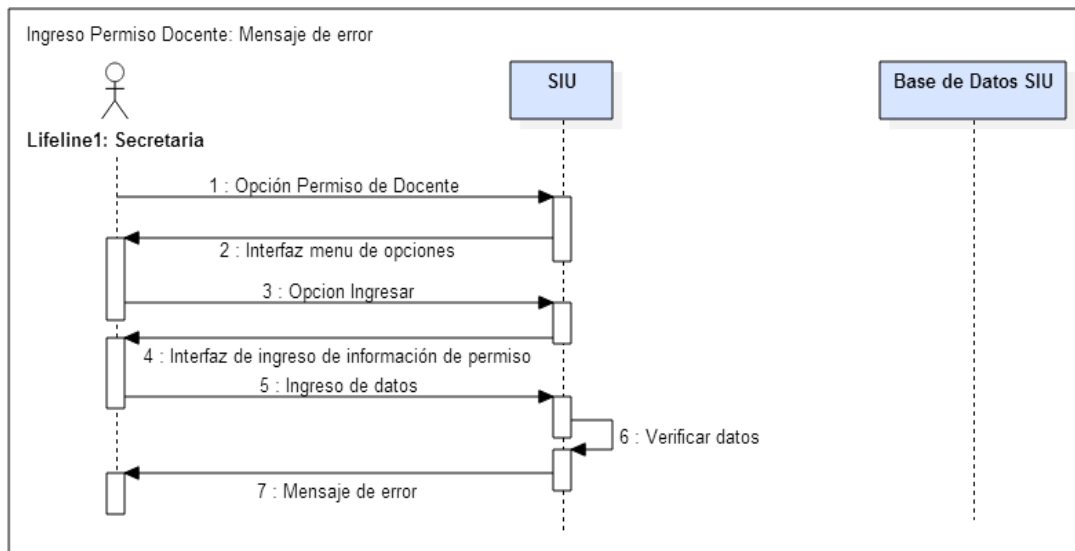 Ingreso Permiso Docente: Mensaje de error
SIU
Base de Datos SIU
Lifeline1: Secretaria
1 : Opción Permiso de Docente
2 : Interfaz menu de opciones
3 : Opcion Ingresar
4 : Interfaz de ingreso de información de permiso
5 : Ingreso de datos
6 : Verificar datos
7 : Mensaje de error